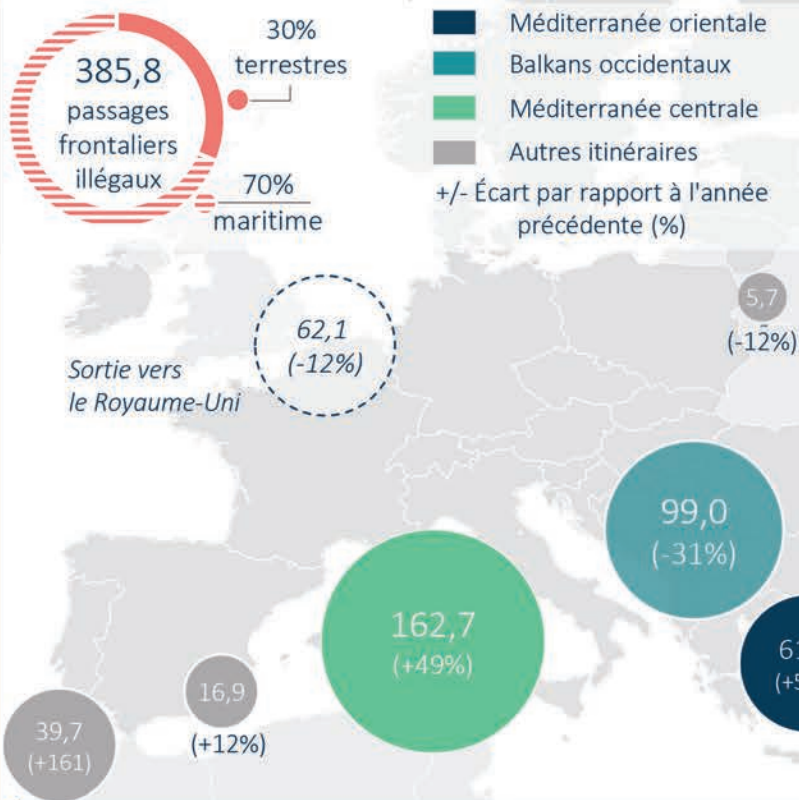 385,8
passages
frontaliers
illégaux
30%
terrestres
70%
maritime
Méditerranée orientale
Balkans occidentaux
Méditerranée centrale
Autres itinéraires
+/- Écart par rapport à l'année
précédente (%)
62,1
(-12%)
Sortie vers
le Royaume-Uni
5,7
(-12%)
99,0
(-31%)
162,7
(+49%)
16,9
(+12%)
39,7
(+161)